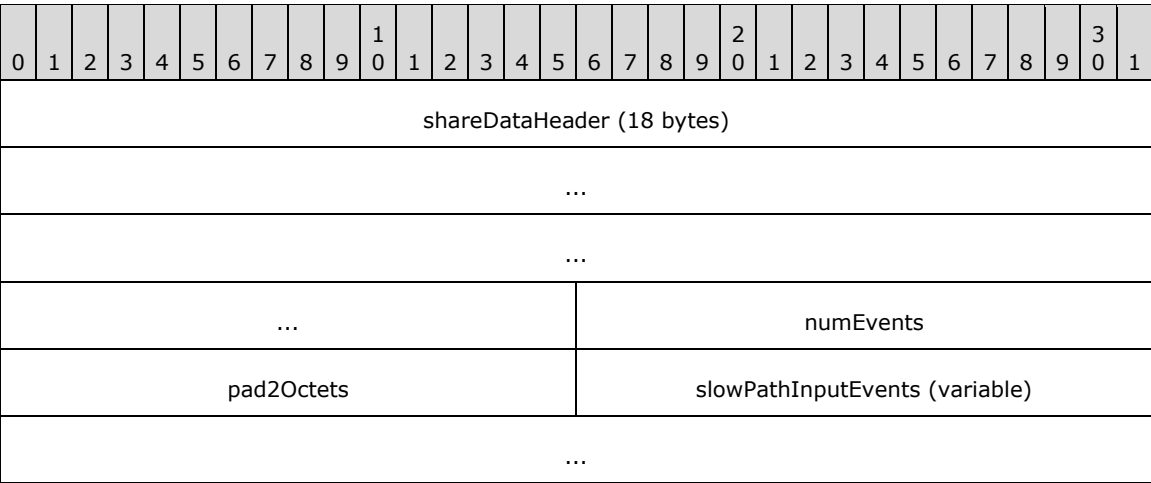 1 2 3
0 1 2 3 4 5 6 7 8 9 0 1 2 3 4 5 6 7 8 9 0 1 2 3 4 5 6 7 8 9 0 1
shareDataHeader (18 bytes)
...
...
... numEvents
pad2Octets slowPathInputEvents (variable)
...